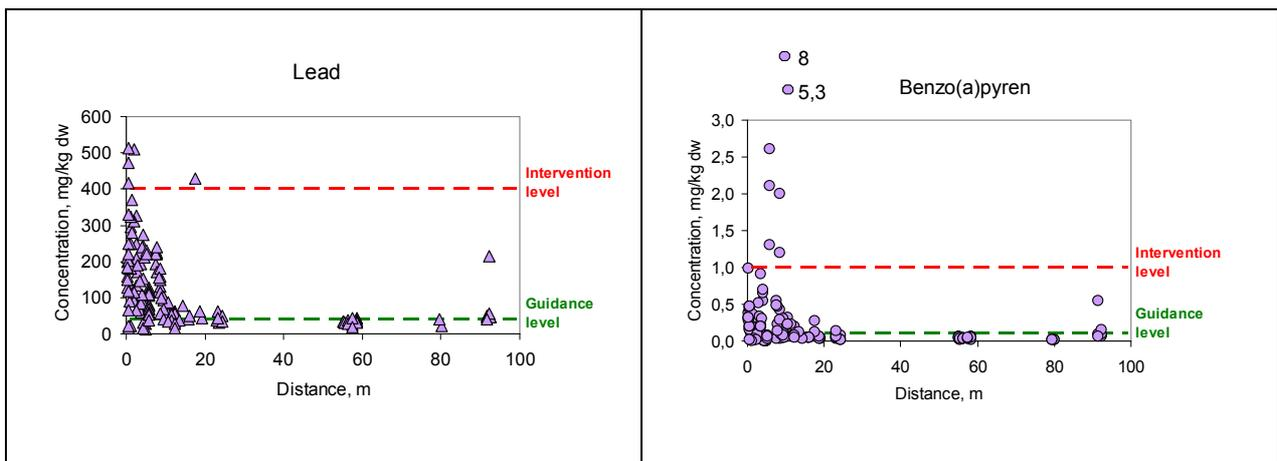 Lead
Concentration, mg/kg dw
600
500
400
300
200
100
0
0 20 40 60 80 100
Distance, m
Intervention
level
Guidance
level
8
5,3
Benzo(a)pyren
Concentration, mg/kg dw
3,0
2,5
2,0
1,5
1,0
0,5
0,0
0 20 40 60 80 100
Distance, m
Intervention
level
Guidance
level